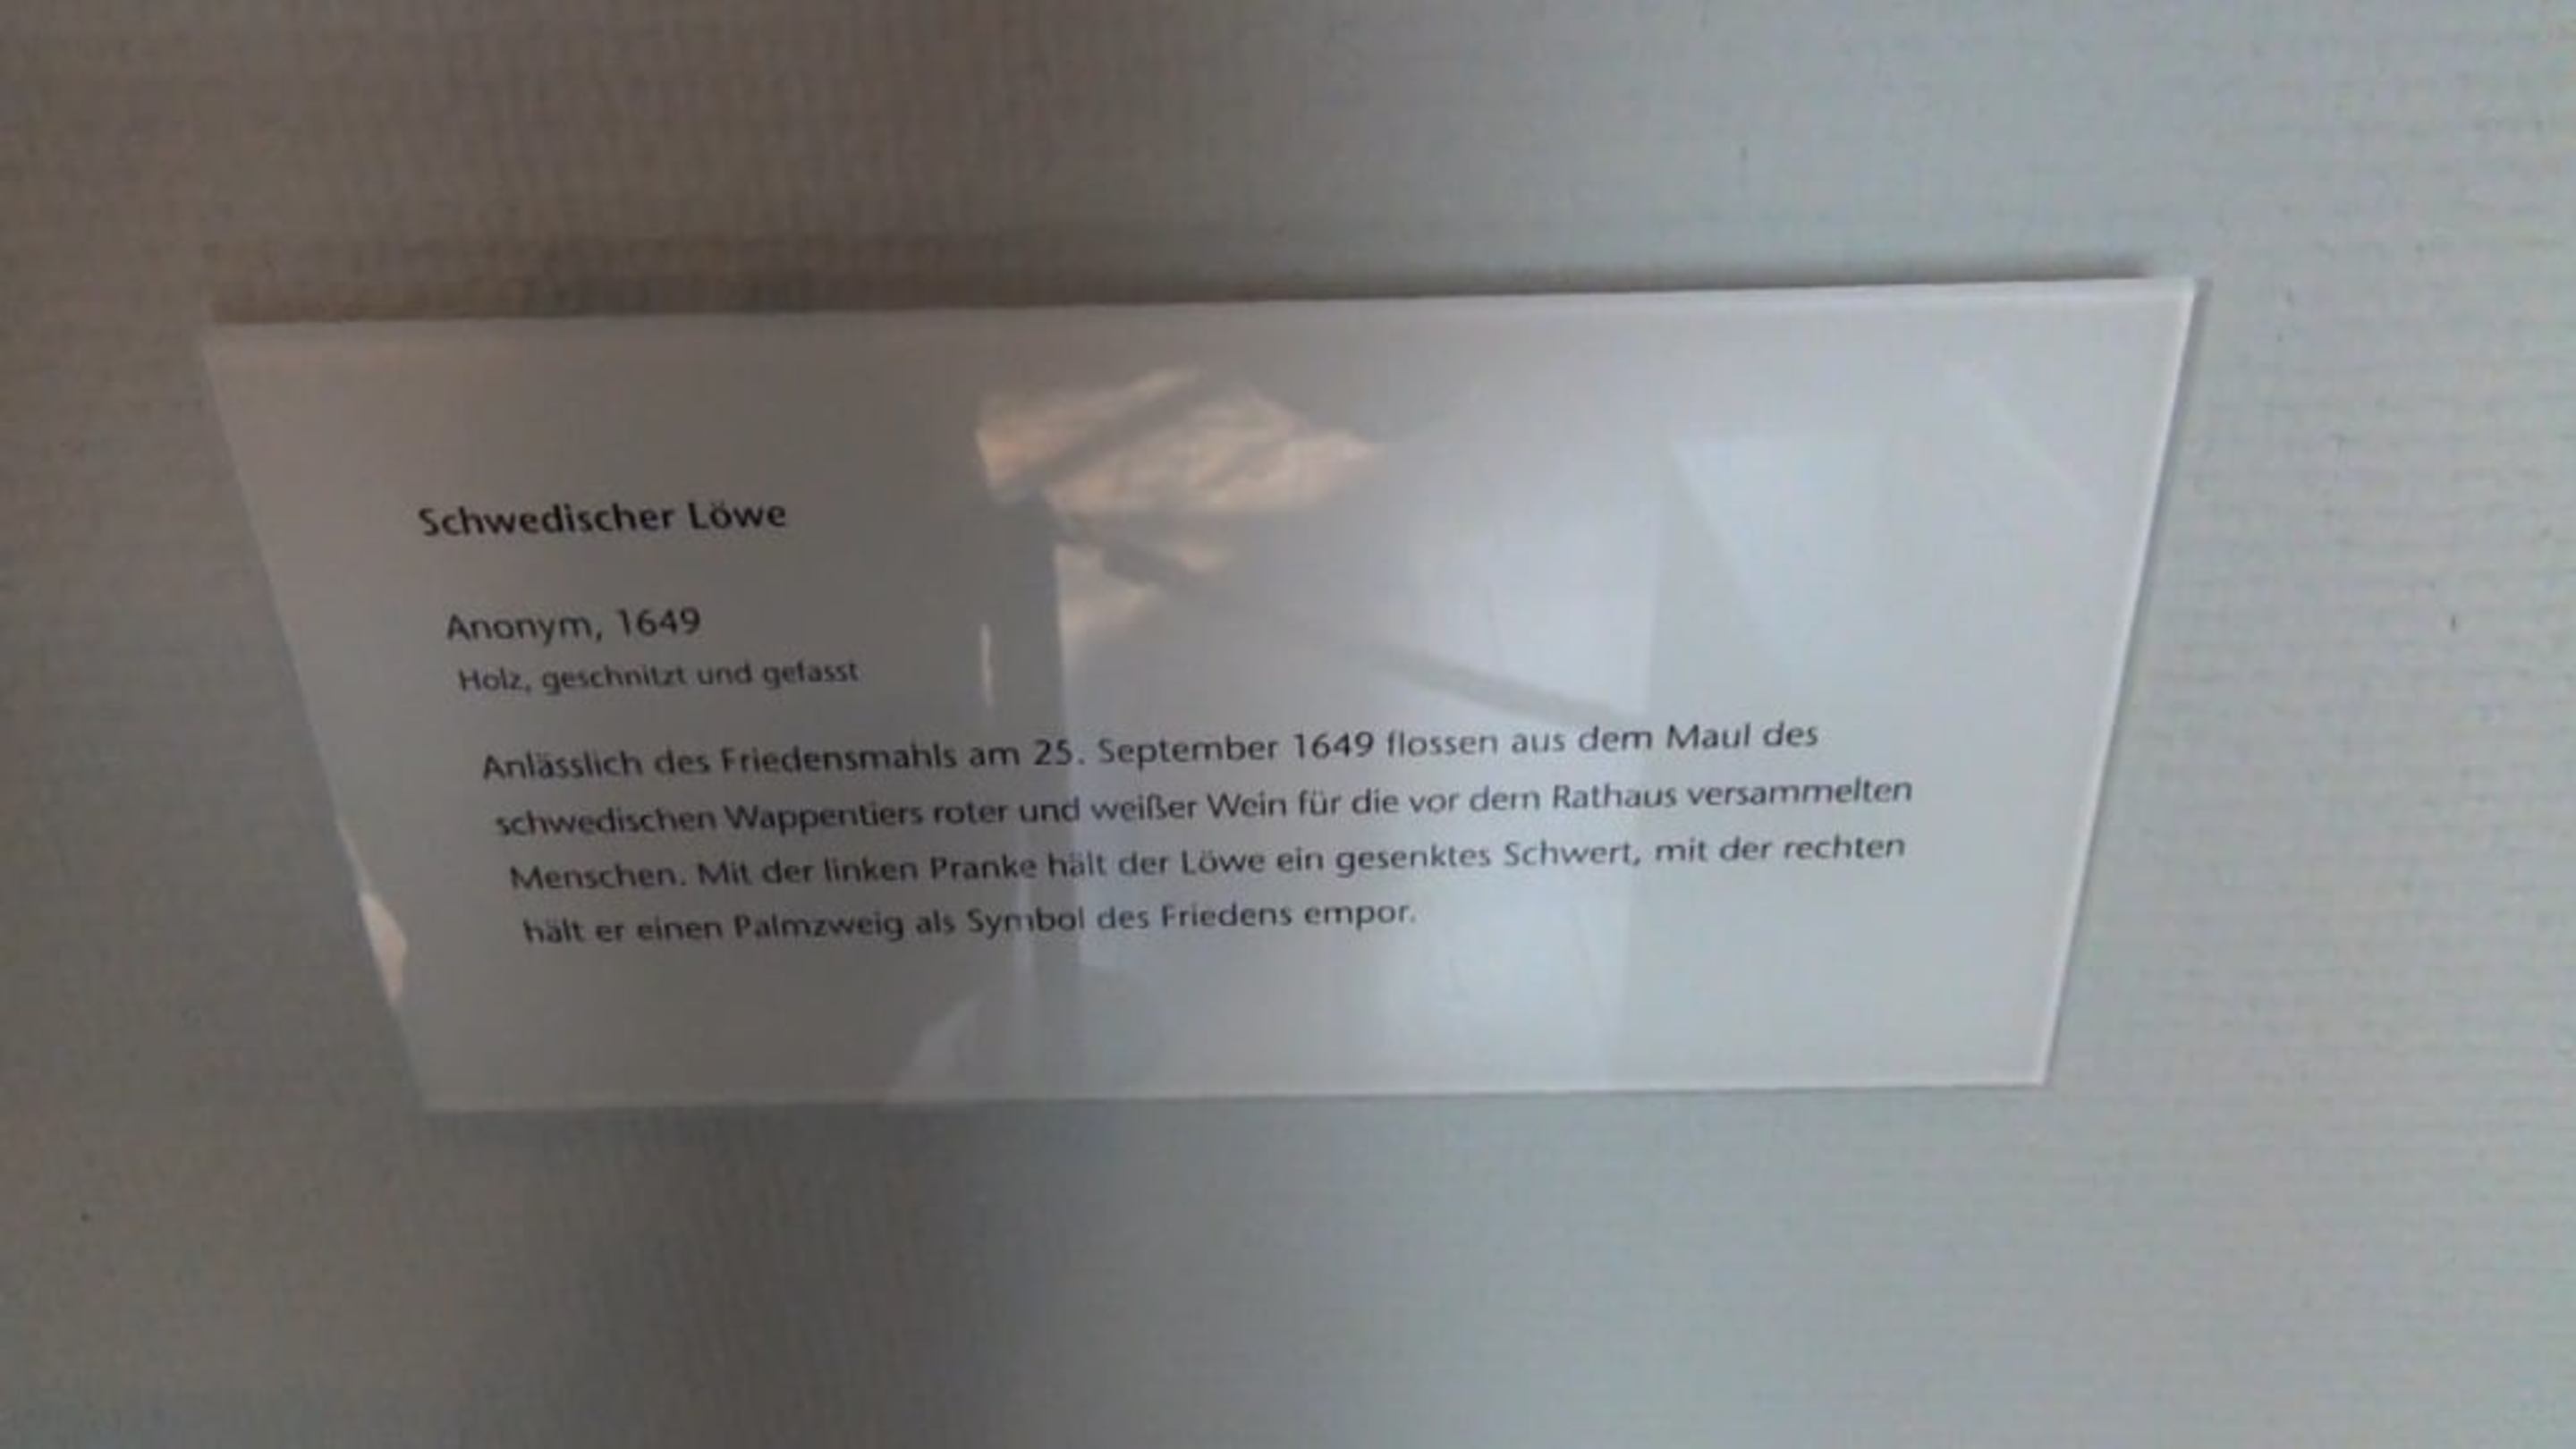 Schwedischer Löwe
Anonym, 1649
Holz, geschnitzt und gefasst
Anlässlich des Friedensmahls am 25. September 1649 flossen aus dem Maul des
schwedischen Wappentiers roter und weißer Wein für die vor dem Rathaus versammelten
Menschen. Mit der linken Pranke hält der Löwe ein gesenktes Schwert, mit der rechten
hält er einen Palmzweig als Symbol des Friedens empor.